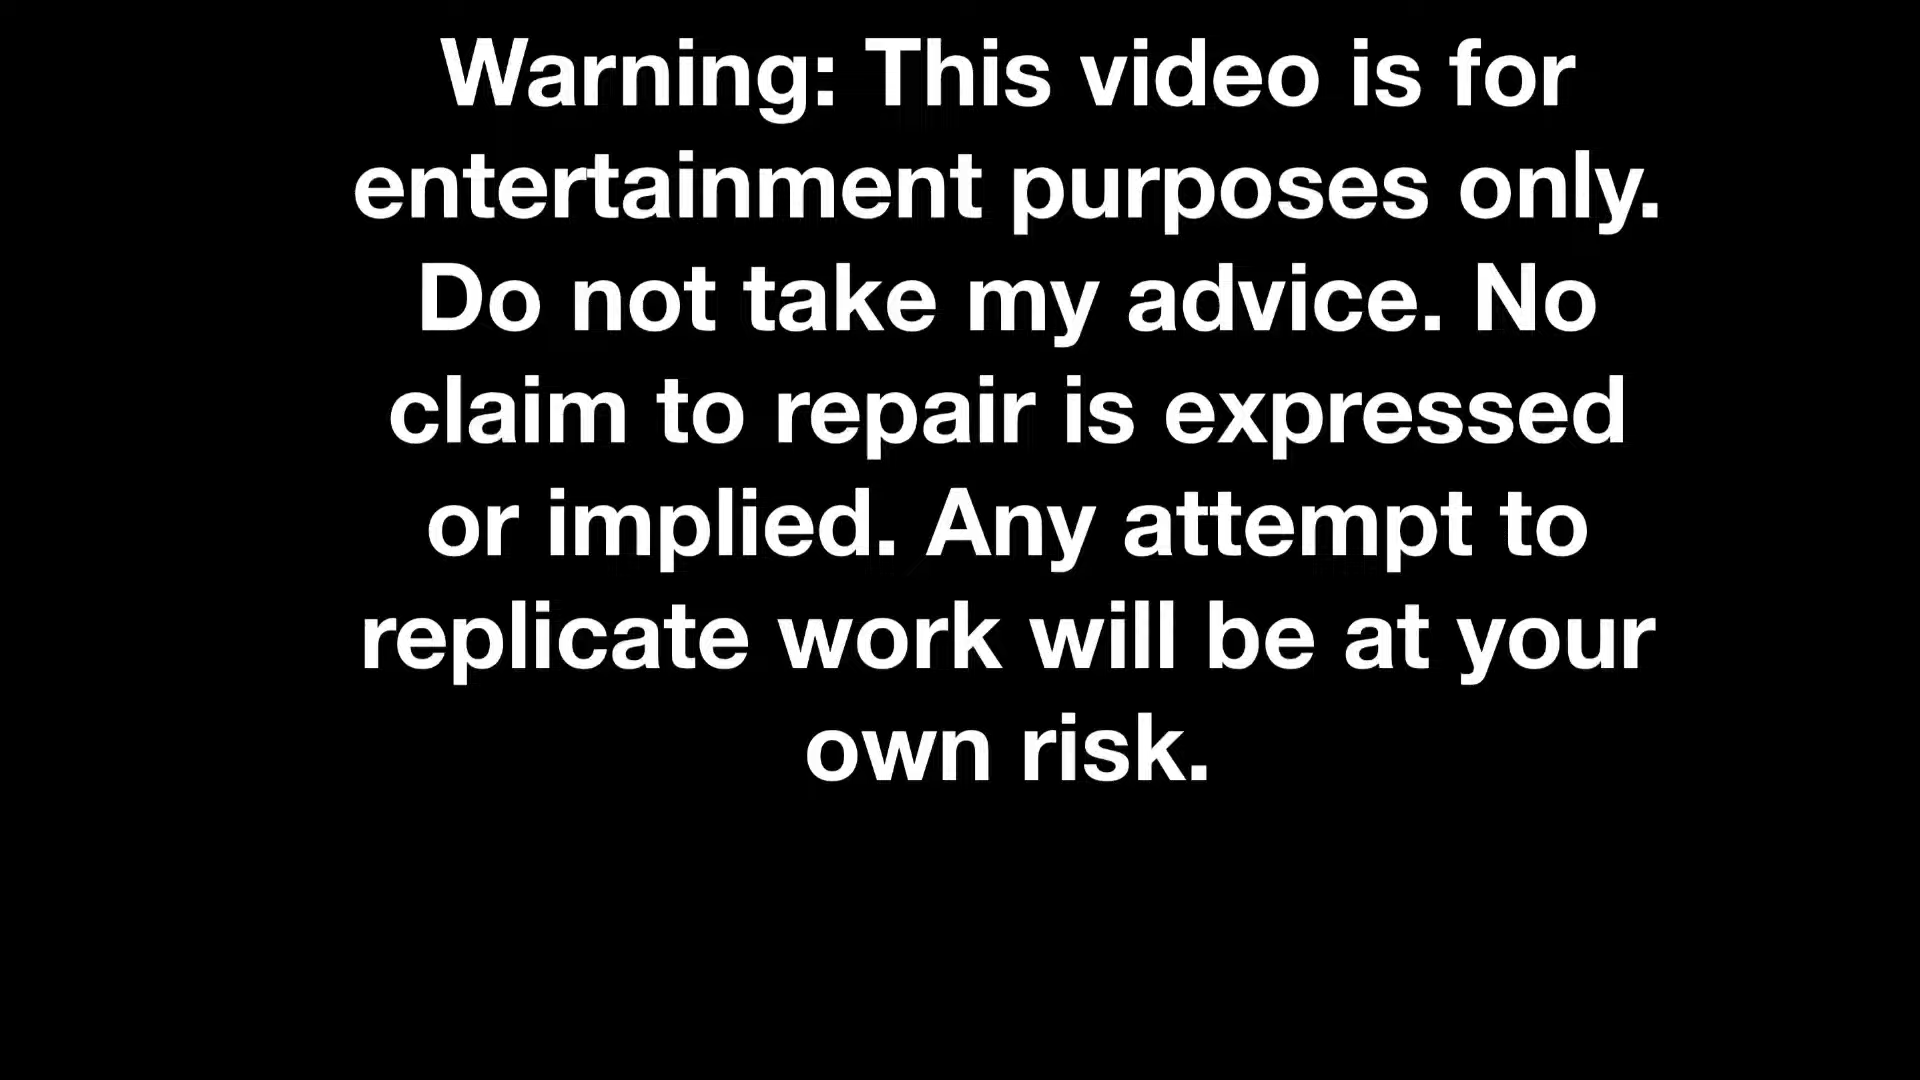 Warning: This video is for
entertainment purposes only.
Do not take my advice. No
claim to repair is expressed
or implied. Any attempt to
replicate work will be at your
own risk.